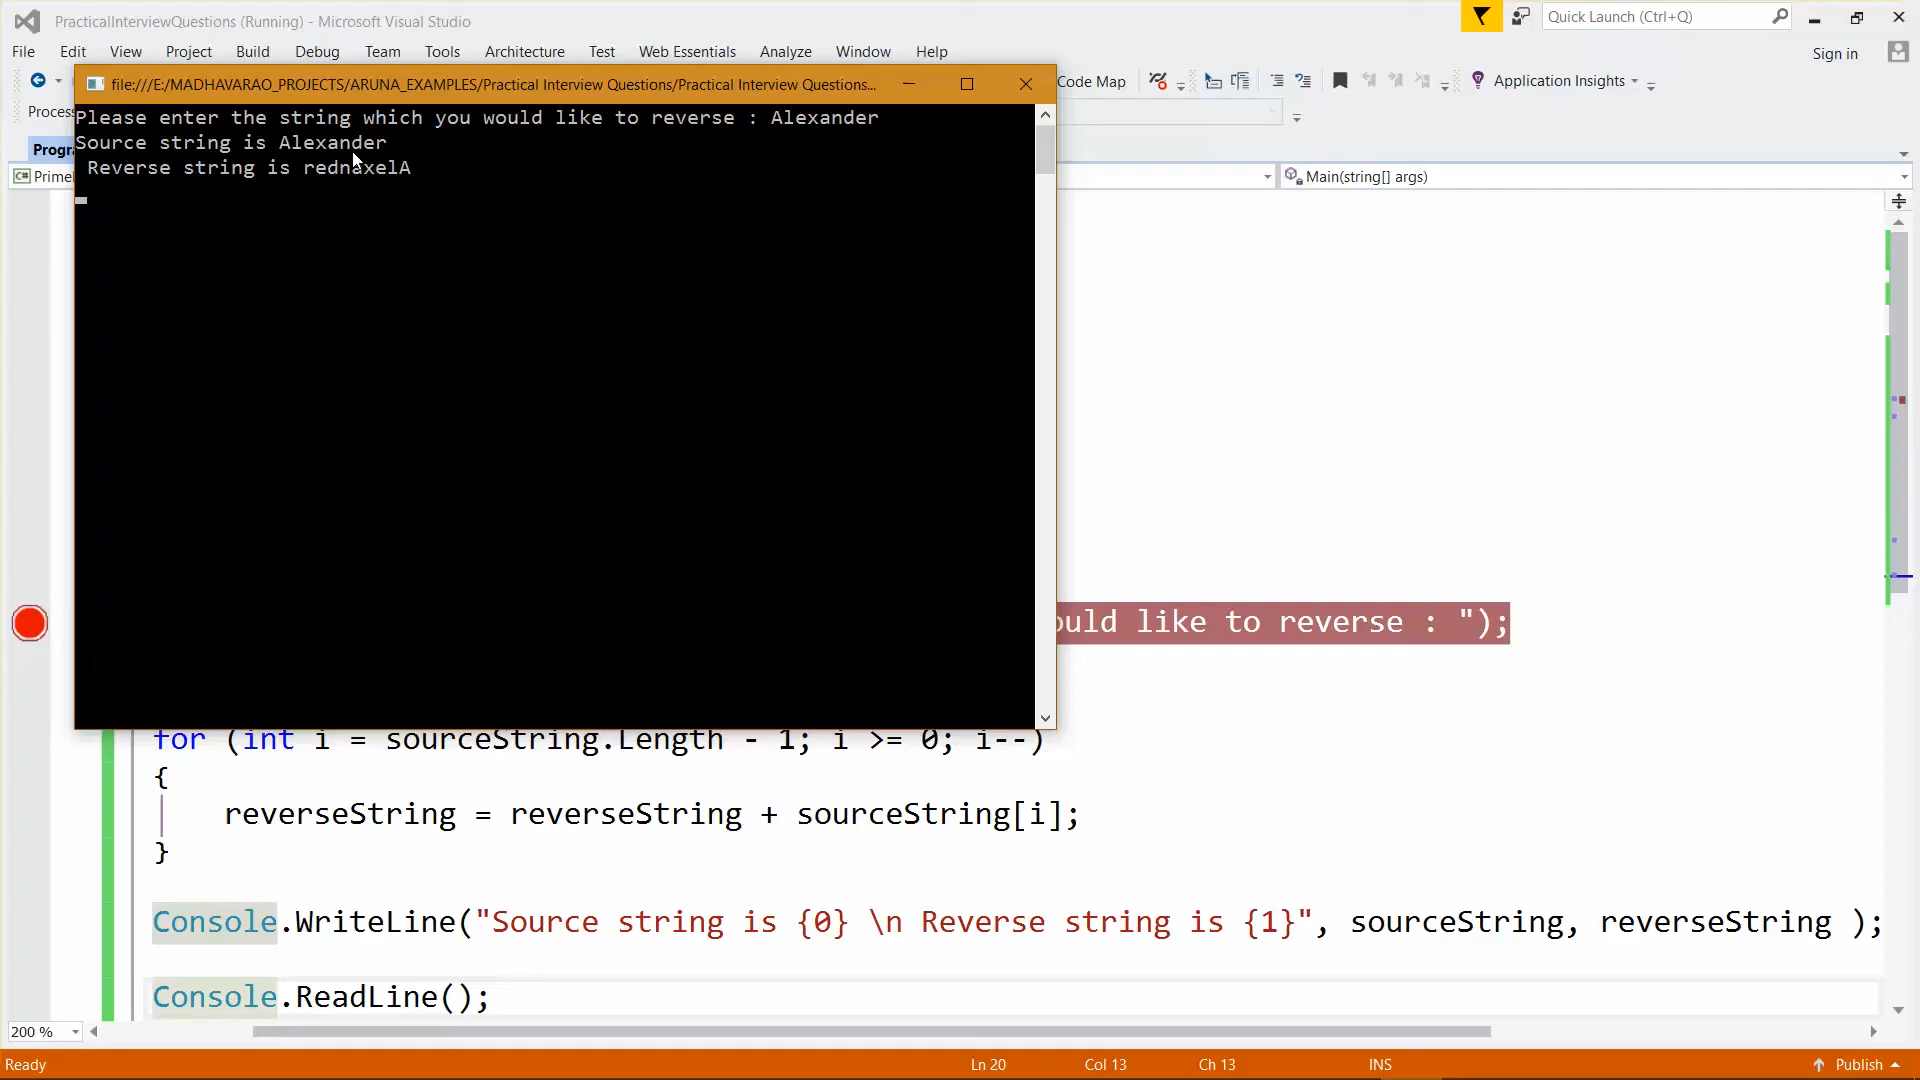 PracticalInterviewQuestions (Running) - Microsoft Visual Studio
Quick Launch (Ctrl+Q)
File Edit View Project Build Debug Team Tools Architecture Test Web Essentials Analyze Window Help
Sign in
file:///E:/MADHAVARAO_PROJECTS/ARUNA_EXAMPLES/Practical Interview Questions/Practical Interview Questions...
Code Map
Application Insights
Please enter the string which you would like to reverse : Alexander
Source string is Alexander
Reverse string is rednaxelA
Proces
Progra
C# PrimeN
Main(string[] args)
ould like to reverse : ");
for (int i = sourceString.Length - 1; i >= 0; i--)
{
reverseString = reverseString + sourceString[i];
}
Console.WriteLine("Source string is {0} \n Reverse string is {1}", sourceString, reverseString );
Console.ReadLine();
200 %
Ready
Ln 20
Col 13
Ch 13
INS
Publish